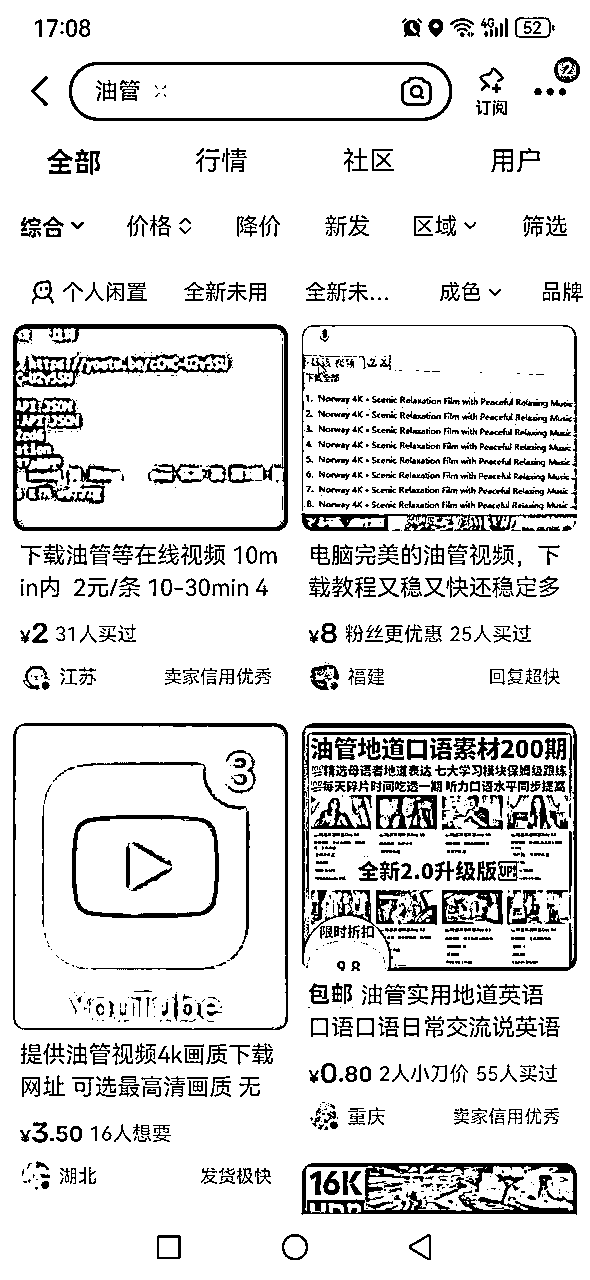 17:08
4G
52
油管
订阅
2
全部 行情 社区 用户
综合 价格 降价 新发 区域 筛选
个人闲置 全新未用 全新未... 成色 品牌
下载全部
1. Norway 4K • Scenic Relaxation Film with Peaceful Relaxing Music
2. Norway 4K • Scenic Relaxation Film with Peaceful Relaxing Music
3. Norway 4K • Scenic Relaxation Film with Peaceful Relaxing Music
4. Norway 4K • Scenic Relaxation Film with Peaceful Relaxing Music
5. Norway 4K • Scenic Relaxation Film with Peaceful Relaxing Music
6. Norway 4K • Scenic Relaxation Film with Peaceful Relaxing Music
7. Norway 4K • Scenic Relaxation Film with Peaceful Relaxing Music
8. Norway 4K • Scenic Relaxation Film with Peaceful Relaxing Music
下载油管等在线视频 10m
in内 2元/条 10-30min 4
¥2 31人买过
江苏 卖家信用优秀
电脑完美的油管视频，下
载教程又稳又快还稳定多
¥8 粉丝更优惠 25人买过
福建 回复超快
3
YouTube
提供油管视频4k画质下载
网址 可选最高清画质 无
¥3.50 16人想要
湖北 发货极快
油管地道口语素材200期
精选母语者地道表达 七大学习模块保姆级跟练
每天碎片时间吃透一期 听力口语水平同步提高
全新2.0升级版UP!
限时折扣
9.8
包邮 油管实用地道英语
口语口语日常交流说英语
¥0.80 2人小刀价 55人买过
重庆 卖家信用优秀
16K
HDR